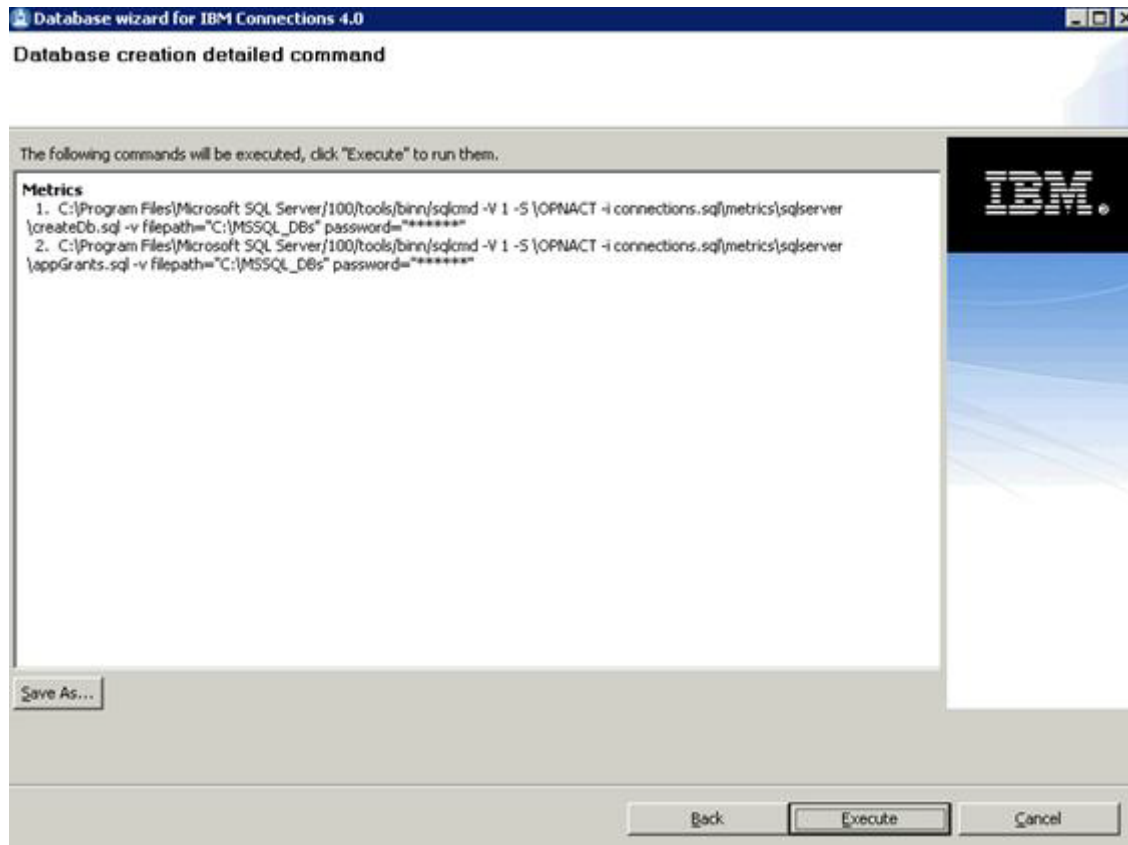 Database wizard for IBM Connections 4.0
Database creation detailed command
The following commands will be executed, click "Execute" to run them.
Metrics
1. C:\Program Files\Microsoft SQL Server/100/tools/binn/sqlcmd -V 1 -S \OPNACT -i connections.sql\metrics\sqlserver
\createDb.sql -v filepath="C:\MSSQL_DBs" password="******"
2. C:\Program Files\Microsoft SQL Server/100/tools/binn/sqlcmd -V 1 -S \OPNACT -i connections.sql\metrics\sqlserver
\appGrants.sql -v filepath="C:\MSSQL_DBs" password="******"
IBM®
Save As...
Back
Execute
Cancel